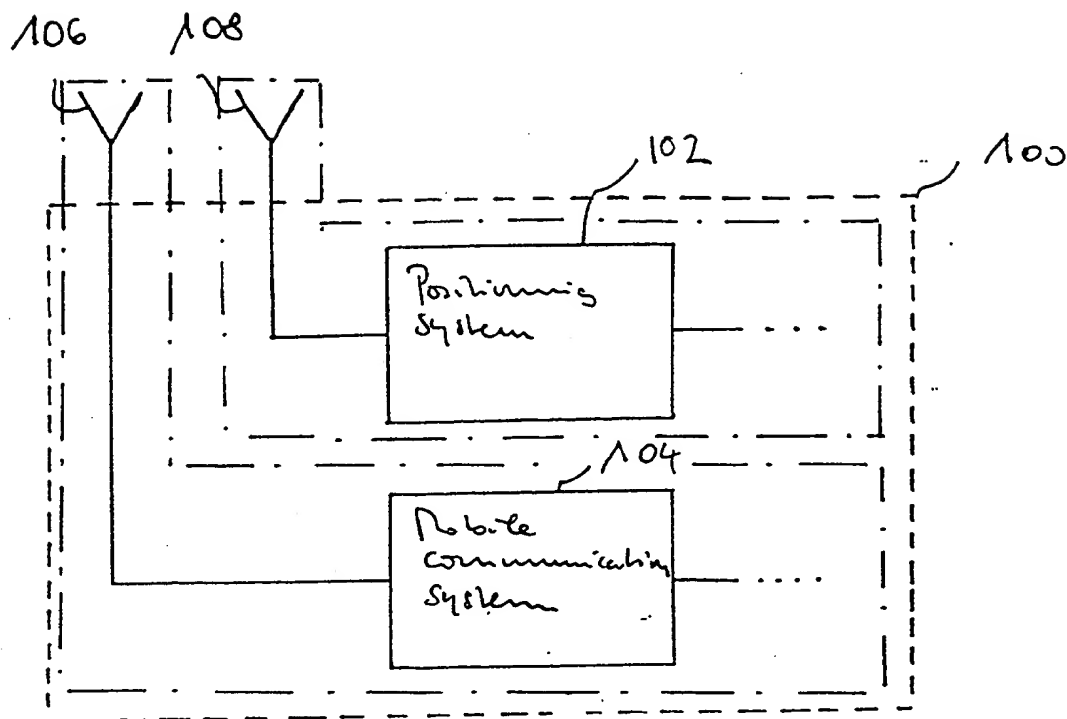 106 108
102
100
Positioning
System
104
Mobile
communication
System